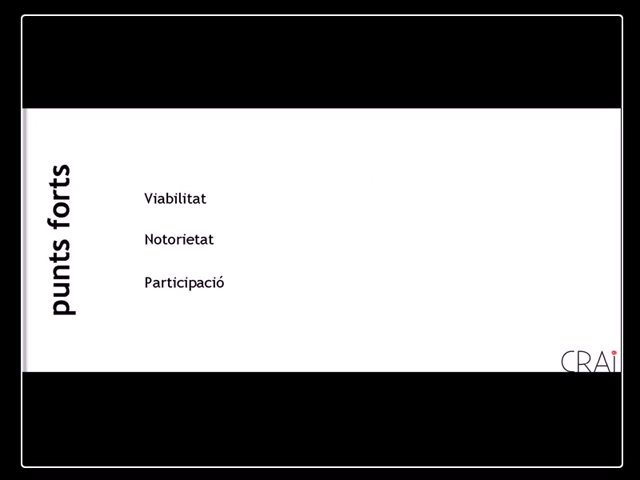 punts forts
Viabilitat
Notorietat
Participació
CRAi